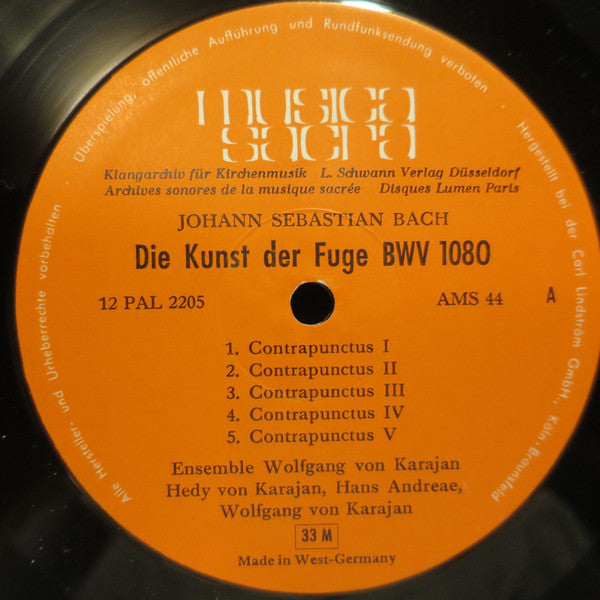 Überspielung, öffentliche Aufführung und Rundfunksendung verboten
musica
sacra
Klangarchiv für Kirchenmusik L. Schwann Verlag Düsseldorf
Archives sonores de la musique sacrée Disques Lumen Paris
JOHANN SEBASTIAN BACH
Die Kunst der Fuge BWV 1080
12 PAL 2205 AMS 44 A
1. Contrapunctus I
2. Contrapunctus II
3. Contrapunctus III
4. Contrapunctus IV
5. Contrapunctus V
Ensemble Wolfgang von Karajan
Hedy von Karajan, Hans Andreae,
Wolfgang von Karajan
33 M
Made in West-Germany
Alle Hersteller- und Urheberrechte vorbehalten
Hergestellt bei der Carl Lindström GmbH., Köln-Braunsfeld